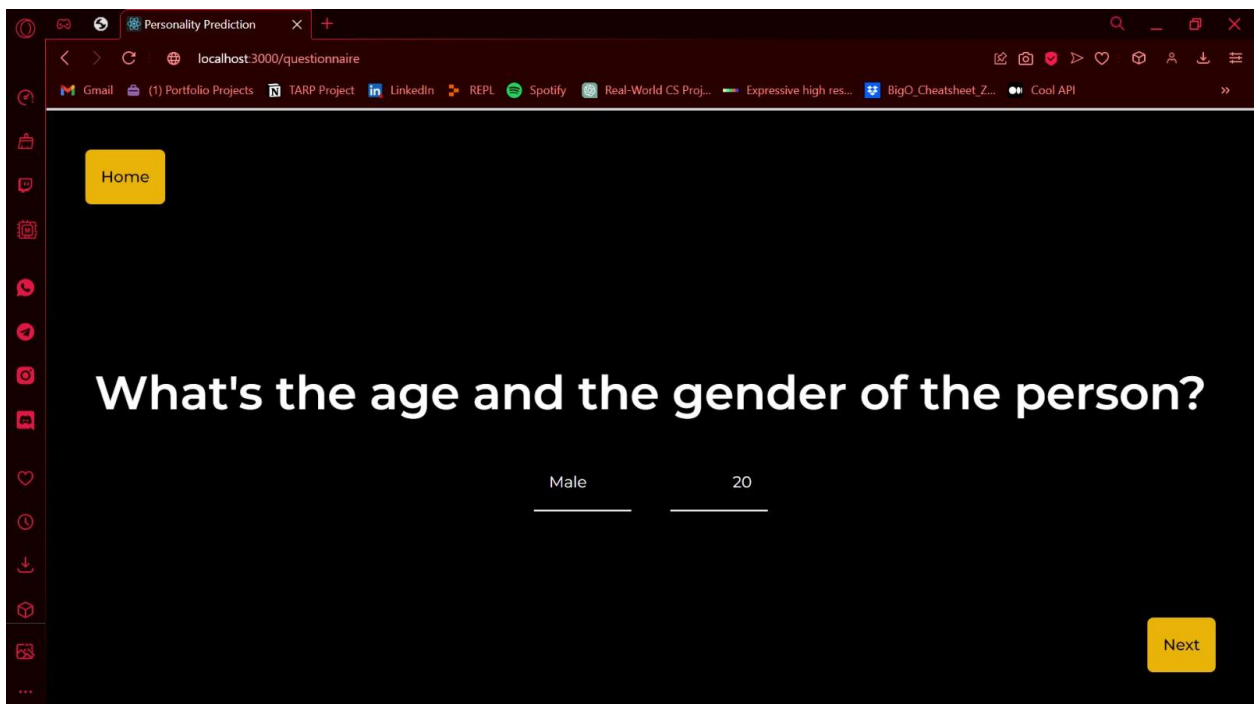 Personality Prediction
localhost:3000/questionnaire
Gmail (1) Portfolio Projects TARP Project LinkedIn REPL Spotify Real-World CS Proj... Expressive high res... BigO_Cheatsheet_Z... Cool API
Home
What's the age and the gender of the person?
Male 20
Next